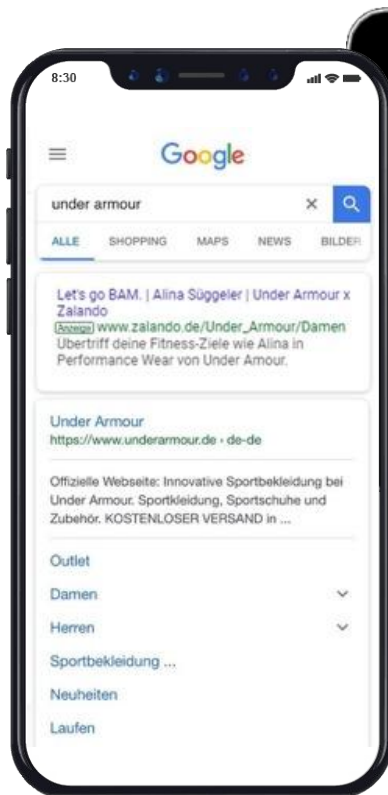 8:30
Google
under armour
ALLE SHOPPING MAPS NEWS BILDER
Let's go BAM. | Alina Süggeler | Under Armour x
Zalando
Anzeige www.zalando.de/Under_Armour/Damen
Übertriff deine Fitness-Ziele wie Alina in
Performance Wear von Under Amour.
Under Armour
https://www.underarmour.de › de-de
Offizielle Webseite: Innovative Sportbekleidung bei
Under Armour. Sportkleidung, Sportschuhe und
Zubehör. KOSTENLOSER VERSAND in ...
Outlet
Damen
Herren
Sportbekleidung ...
Neuheiten
Laufen